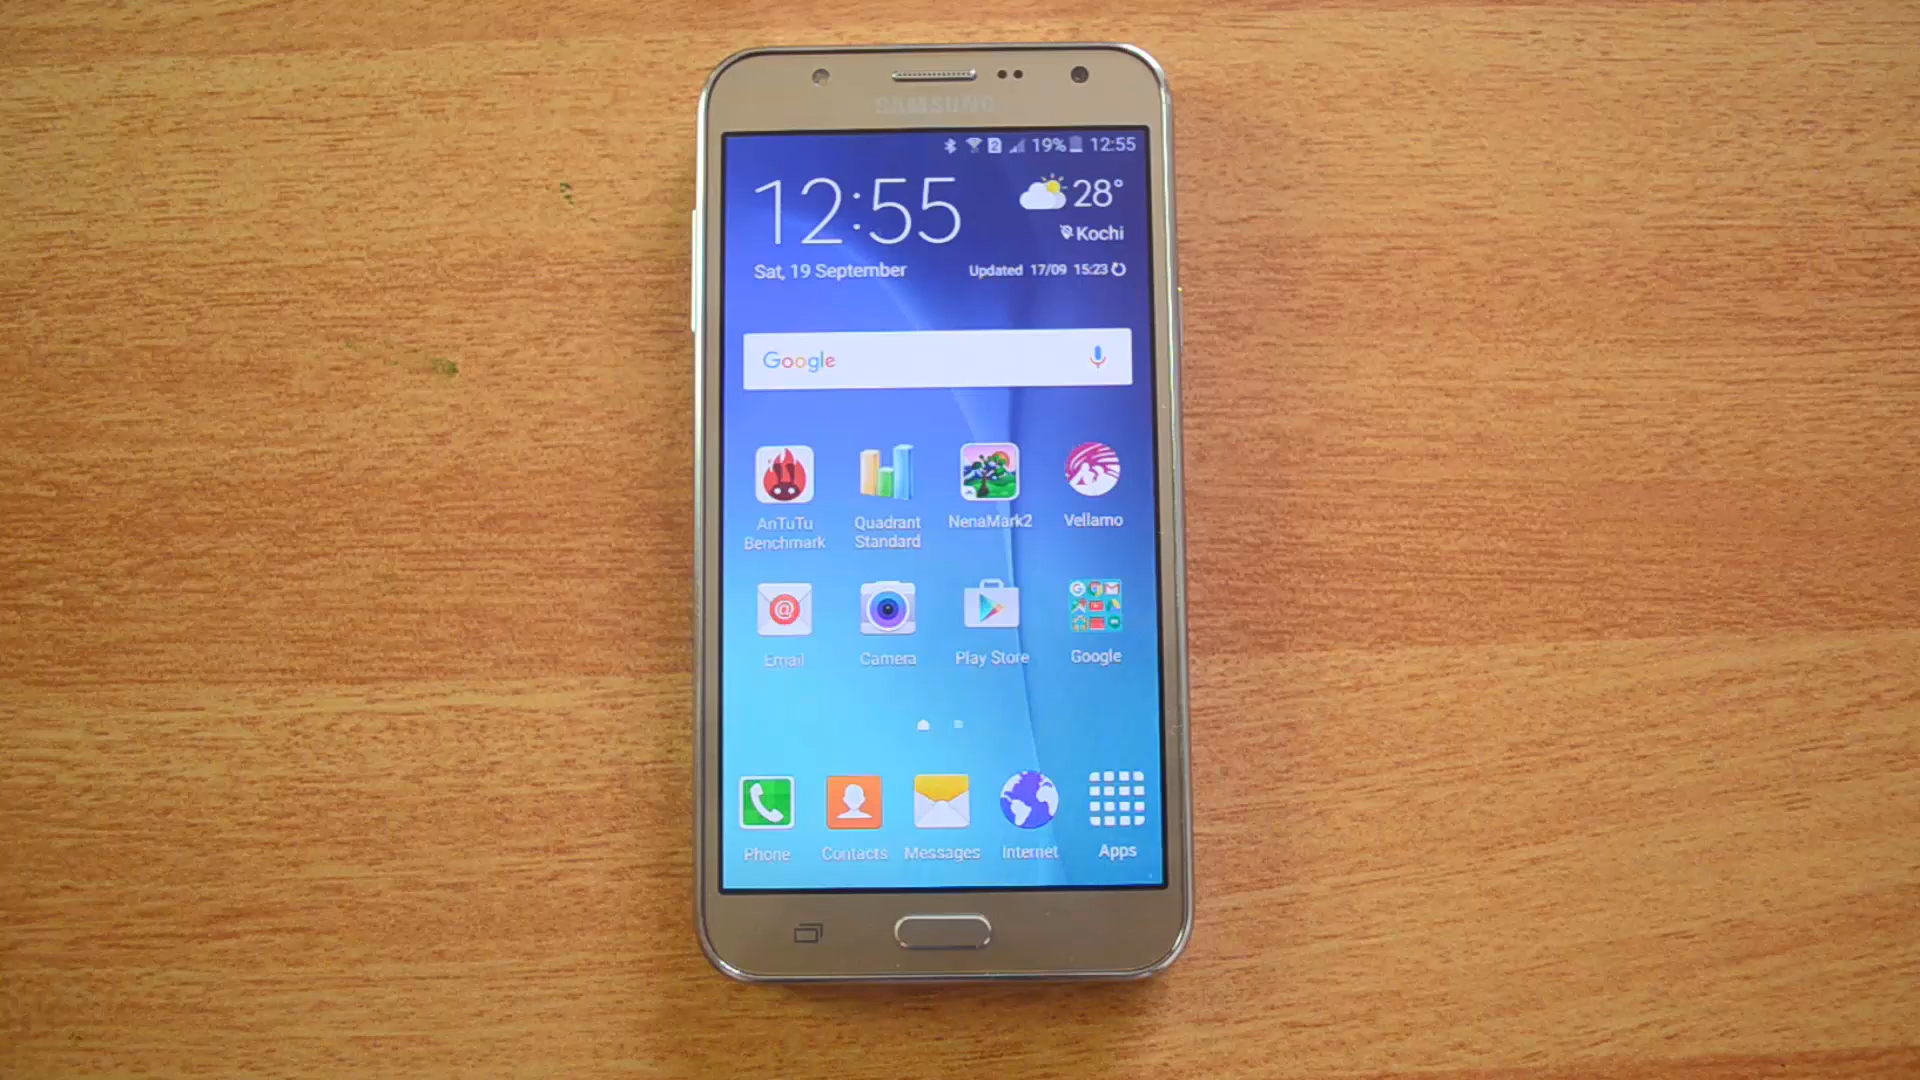 SAMSUNG
2 19% 12:55
12:55
28°
Kochi
Sat, 19 September
Updated 17/09 15:23
Google
AnTuTu Benchmark
Quadrant Standard
NenaMark2
Vellamo
Email
Camera
Play Store
Google
Phone
Contacts
Messages
Internet
Apps